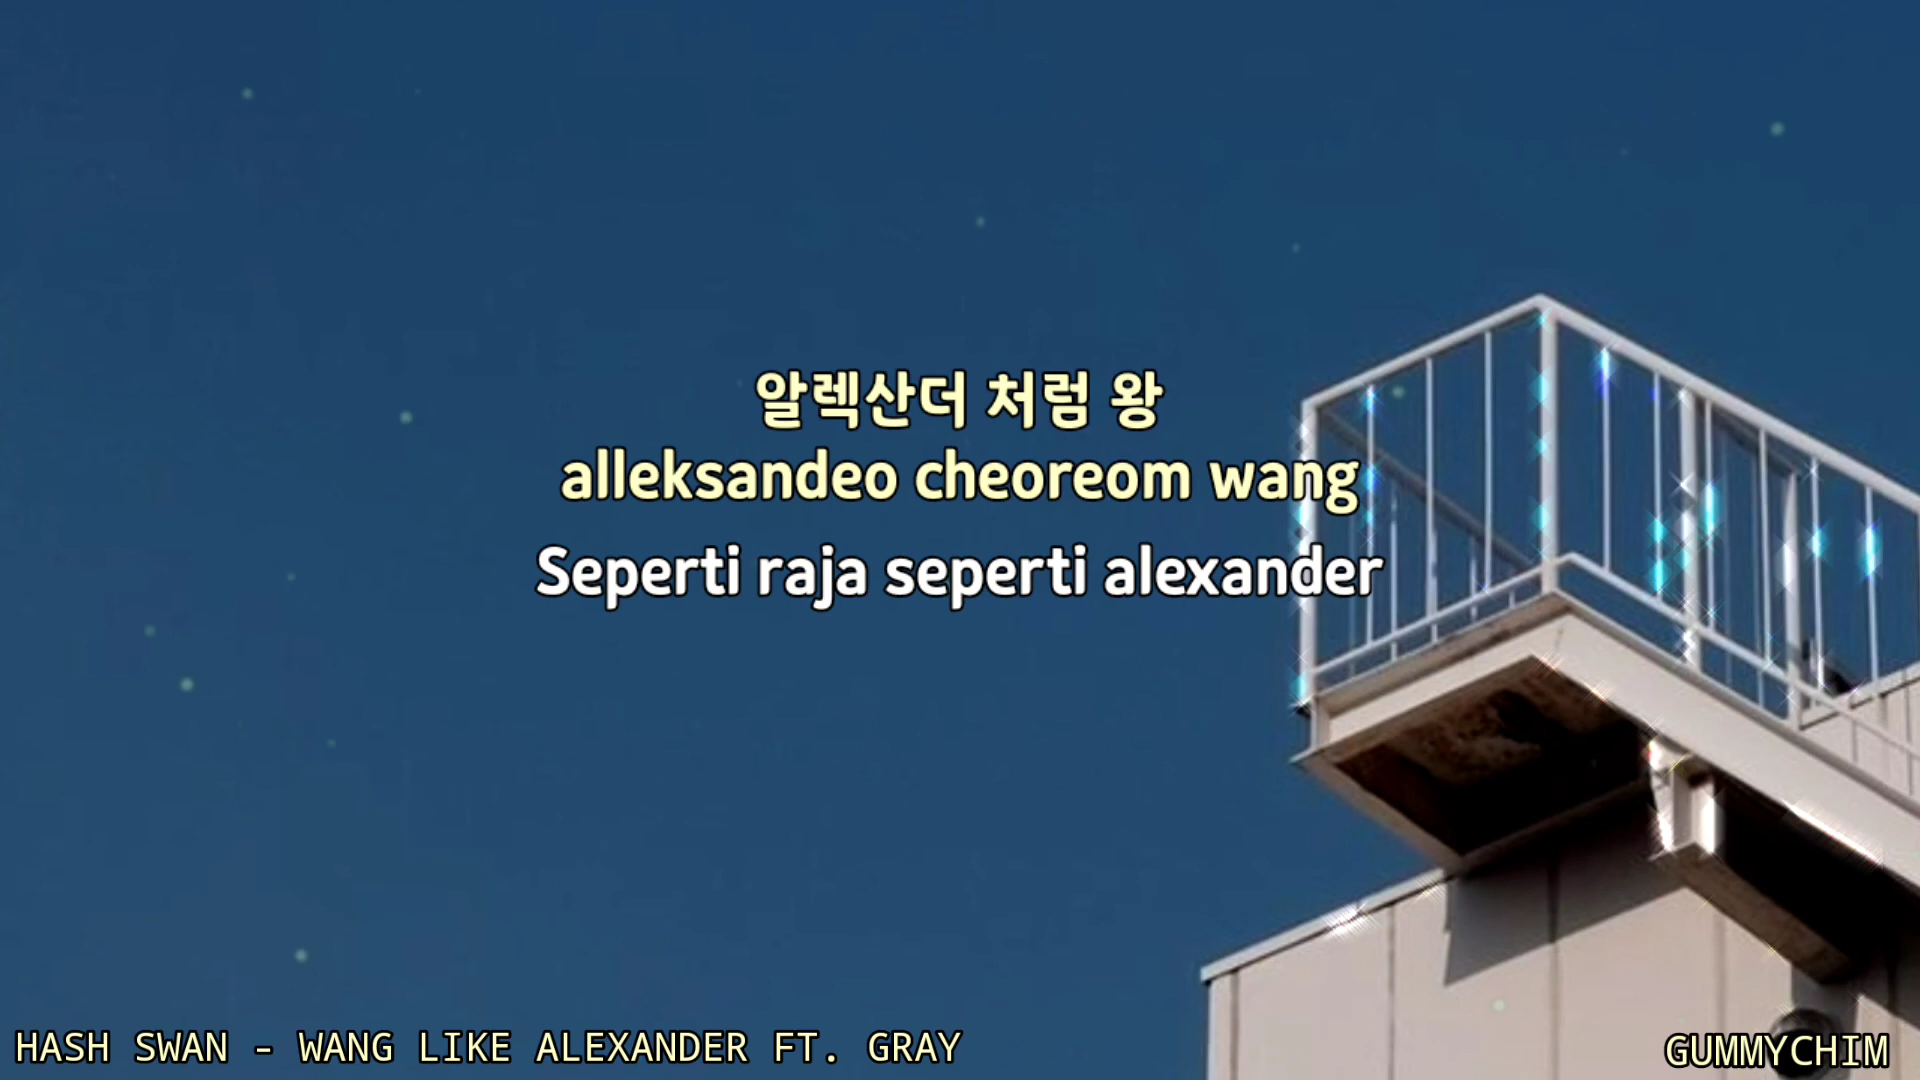 알렉산더 처럼 왕
alleksandeo cheoreom wang
Seperti raja seperti alexander
HASH SWAN - WANG LIKE ALEXANDER FT. GRAY
GUMMYCHIM